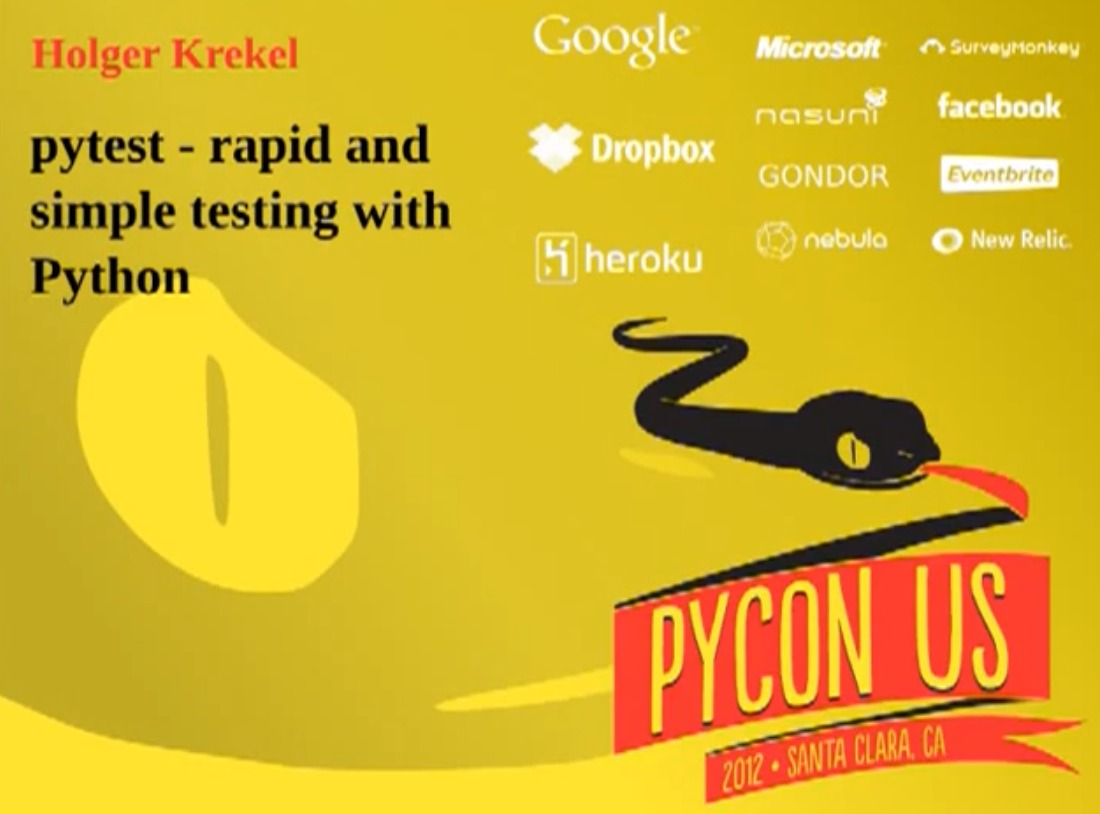 Holger Krekel
pytest - rapid and
simple testing with
Python
Google
Dropbox
heroku
Microsoft
nasuni
GONDOR
nebula
SurveyMonkey
facebook
Eventbrite
New Relic.
PYCON US
2012 • SANTA CLARA, CA